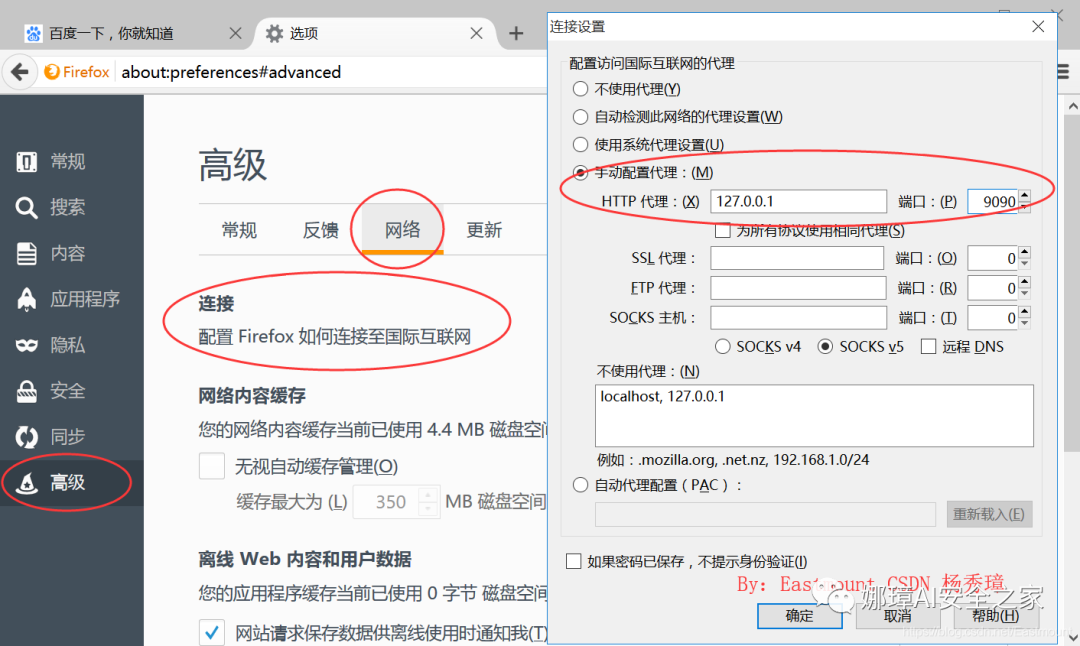 百度一下，你就知道
选项
Firefox
about:preferences#advanced
常规
搜索
内容
应用程序
隐私
安全
同步
高级
高级
常规
反馈
网络
更新
连接
配置 Firefox 如何连接至国际互联网
网络内容缓存
您的网络内容缓存当前已使用 4.4 MB 磁盘空间
无视自动缓存管理(O)
缓存最大为 (L) 350 MB 磁盘空间
离线 Web 内容和用户数据
您的应用程序缓存当前已使用 0 字节 磁盘空间
网站请求保存数据供离线使用时通知我(T)
连接设置
配置访问国际互联网的代理
不使用代理(Y)
自动检测此网络的代理设置(W)
使用系统代理设置(U)
手动配置代理：(M)
HTTP 代理：(X) 127.0.0.1 端口：(P) 9090
为所有协议使用相同代理(S)
SSL 代理： 端口：(O) 0
FTP 代理： 端口：(R) 0
SOCKS 主机： 端口：(T) 0
SOCKS v4 SOCKS v5 远程 DNS
不使用代理：(N)
localhost, 127.0.0.1
例如：.mozilla.org, .net.nz, 192.168.1.0/24
自动代理配置（PAC）：
重新载入(E)
如果密码已保存，不提示身份验证(I)
By：Eastmount CSDN 杨秀璋
娜璋AI安全之家
确定
取消
帮助(H)